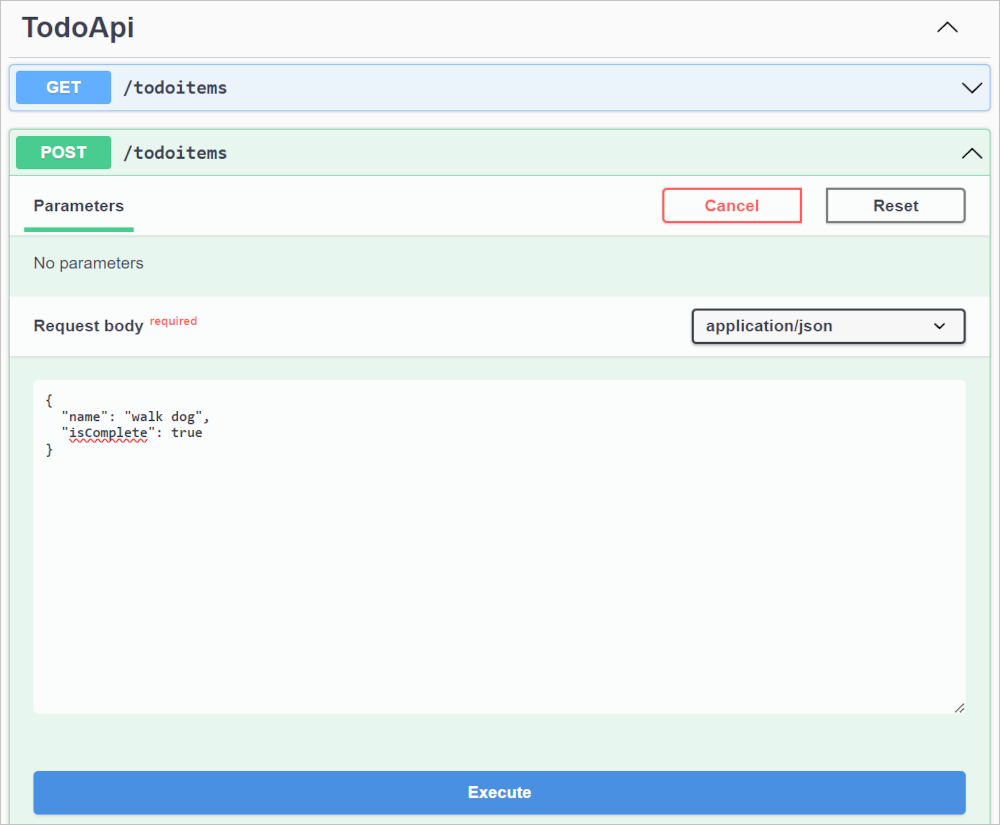 TodoApi
GET /todoitems
POST /todoitems
Parameters Cancel Reset
No parameters
Request body required application/json
{
  "name": "walk dog",
  "isComplete": true
}
Execute